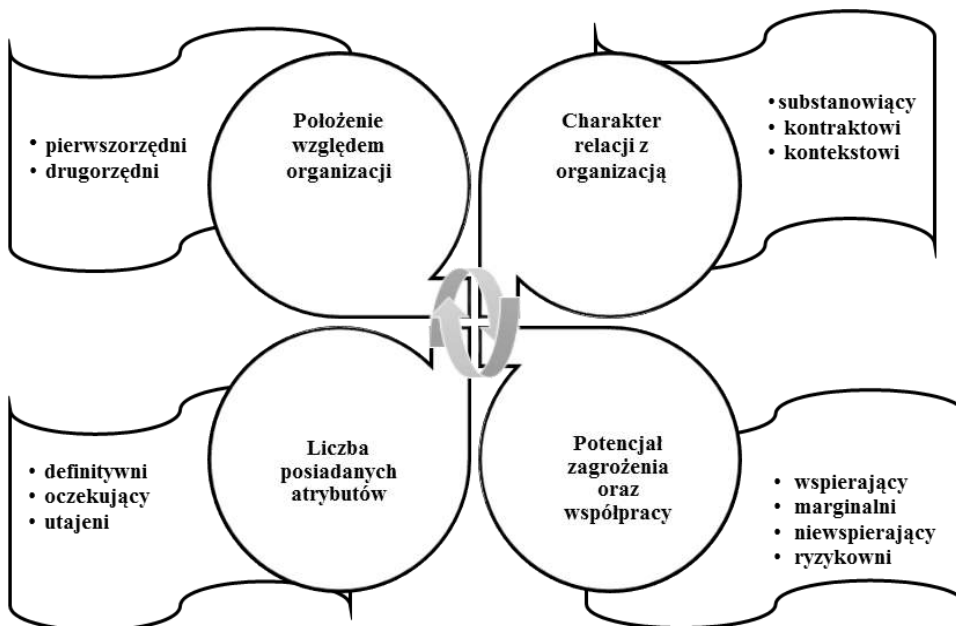 • pierwszorzędni
• drugorzędni
Położenie
względem
organizacji
Charakter
relacji z
organizacją
• substanowiący
• kontraktowi
• kontekstowi
• definitywni
• oczekujący
• utajeni
Liczba
posiadanych
atrybutów
Potencjał
zagrożenia
oraz
współpracy
• wspierający
• marginalni
• niewspierający
• ryzykowni